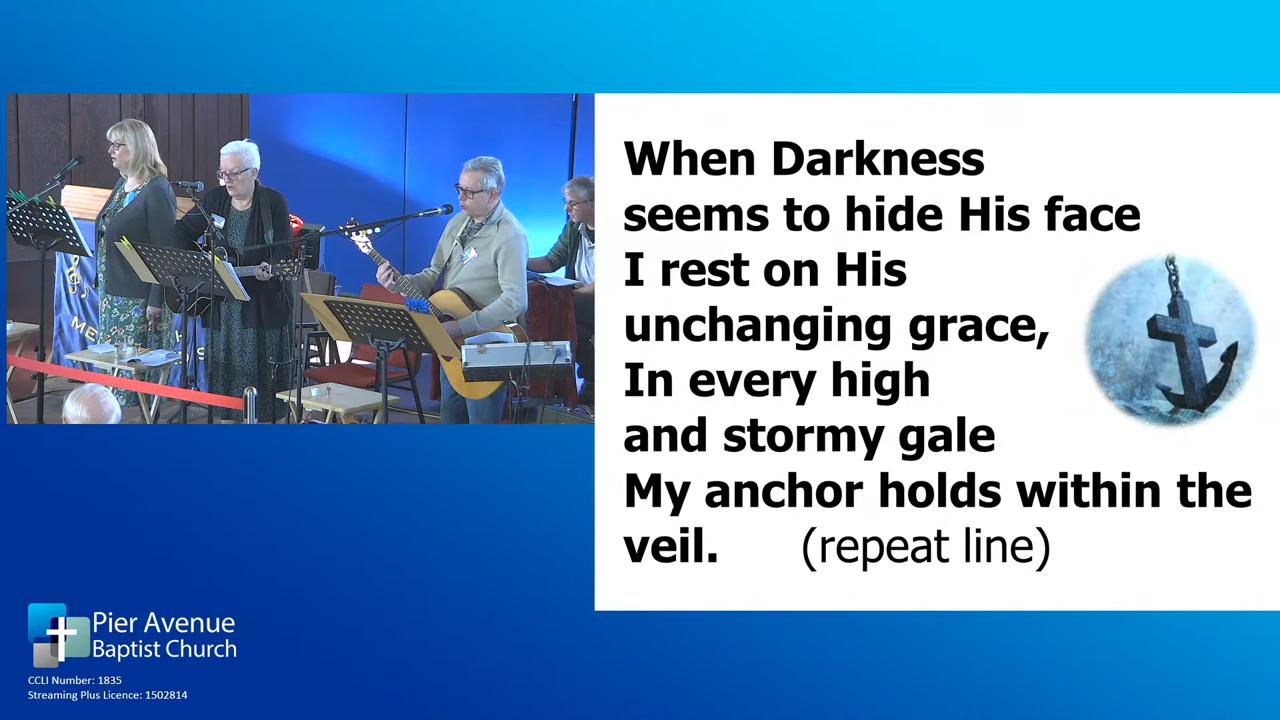 When Darkness
seems to hide His face
I rest on His
unchanging grace,
In every high
and stormy gale
My anchor holds within the
veil. (repeat line)
Pier Avenue
Baptist Church
CCLI Number: 1835
Streaming Plus Licence: 1502814